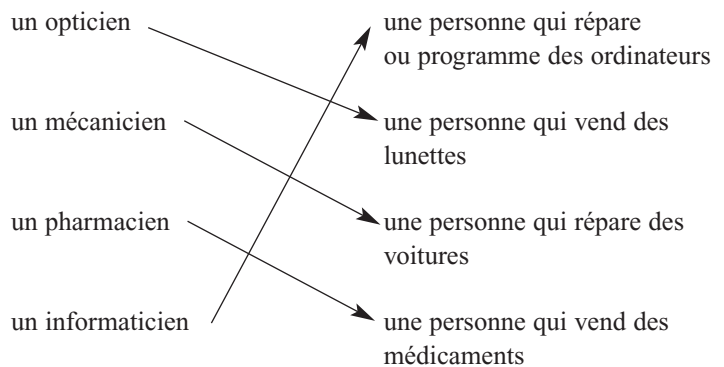 un opticien
une personne qui répare
ou programme des ordinateurs
un mécanicien
une personne qui vend des
lunettes
un pharmacien
une personne qui répare des
voitures
un informaticien
une personne qui vend des
médicaments